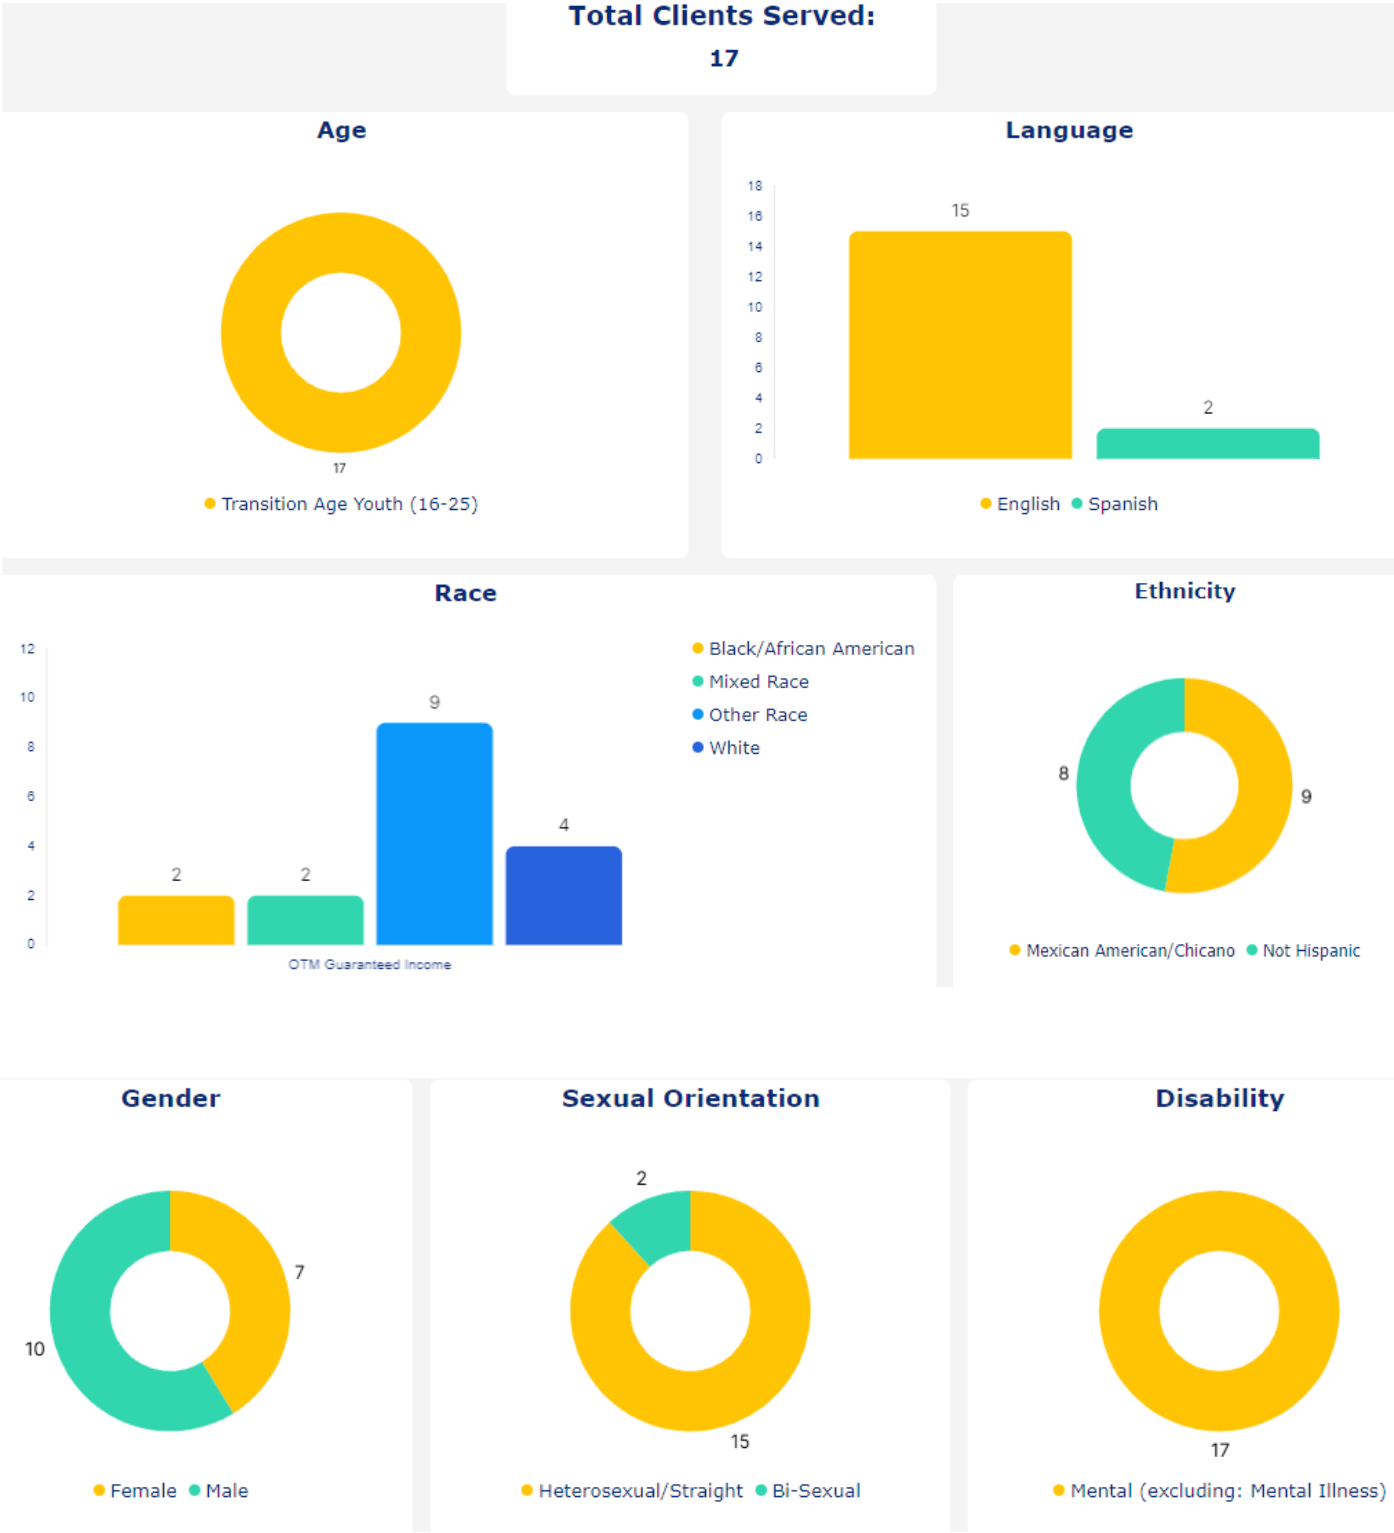 Total Clients Served:
17
Age
17
Transition Age Youth (16-25)
Language
18
16
14
12
10
8
6
4
2
0
15
2
English Spanish
Race
12
10
8
6
4
2
0
2
2
9
4
OTM Guaranteed Income
Black/African American
Mixed Race
Other Race
White
Ethnicity
8
9
Mexican American/Chicano Not Hispanic
Gender
7
10
Female Male
Sexual Orientation
2
15
Heterosexual/Straight Bi-Sexual
Disability
17
Mental (excluding: Mental Illness)